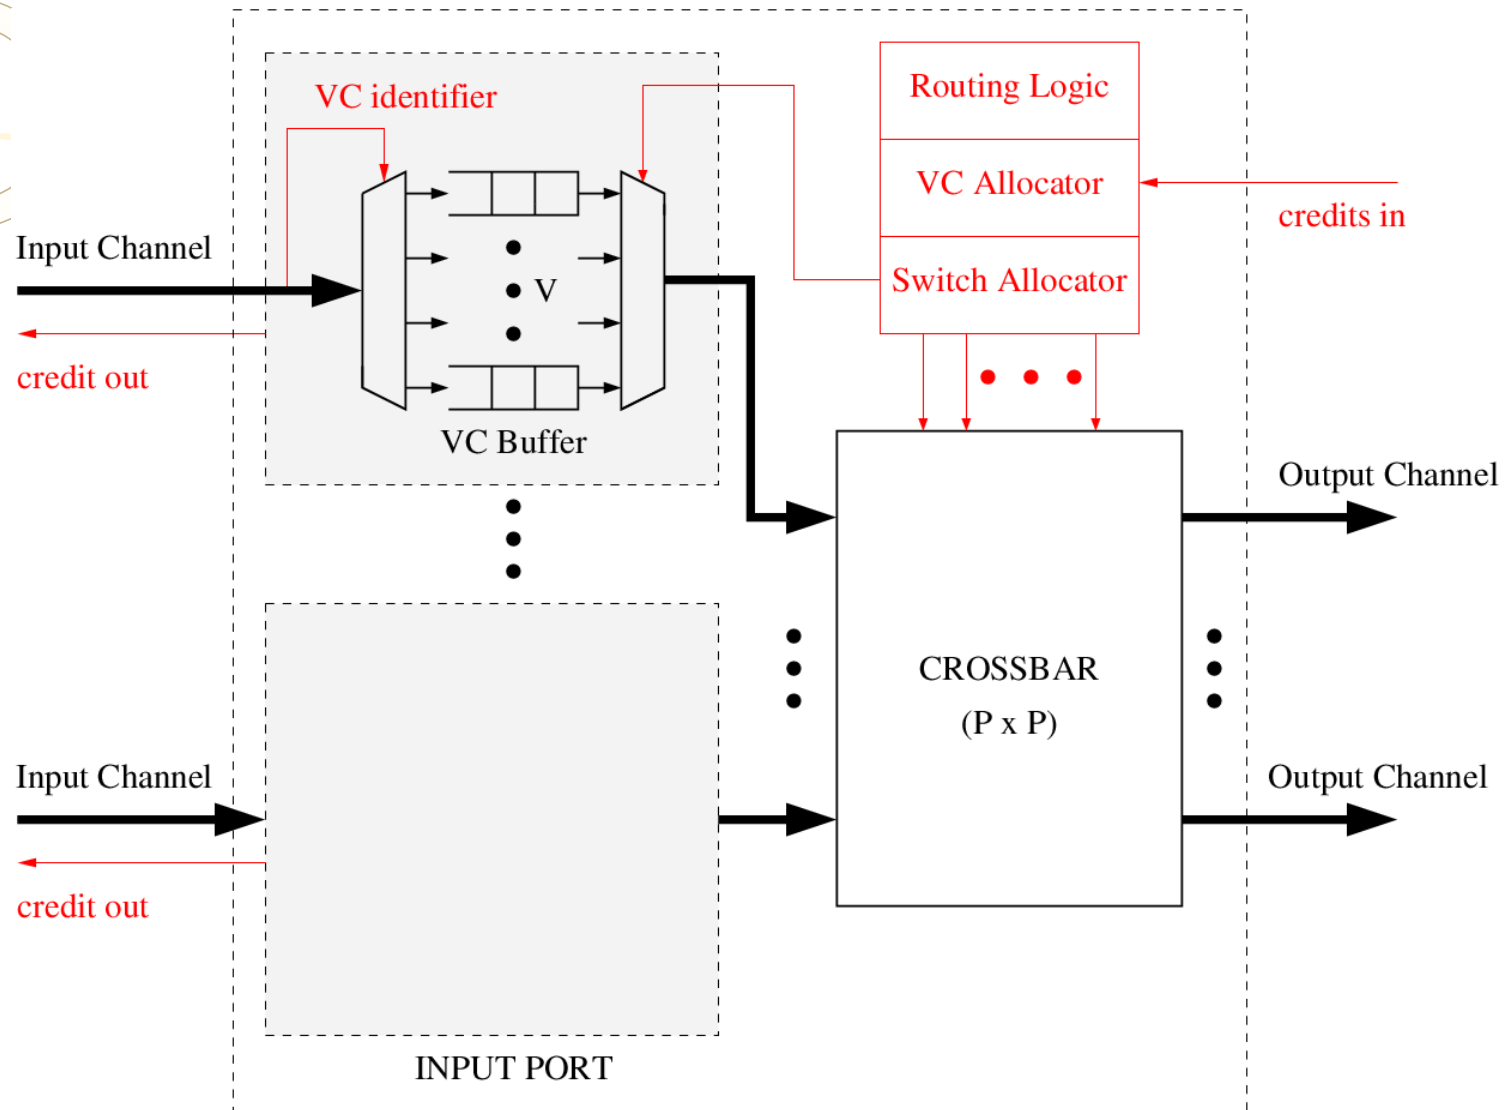 VC identifier
Routing Logic
VC Allocator
credits in
Input Channel
Switch Allocator
V
credit out
VC Buffer
Output Channel
CROSSBAR
(P x P)
Input Channel
Output Channel
credit out
INPUT PORT